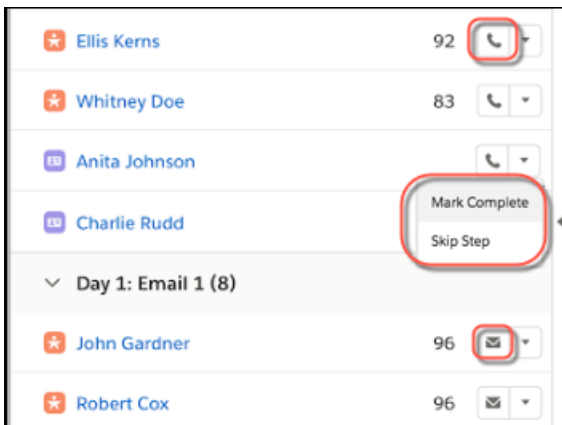 Ellis Kerns 92
Whitney Doe 83
Anita Johnson
Mark Complete
Charlie Rudd
Skip Step
Day 1: Email 1 (8)
John Gardner 96
Robert Cox 96